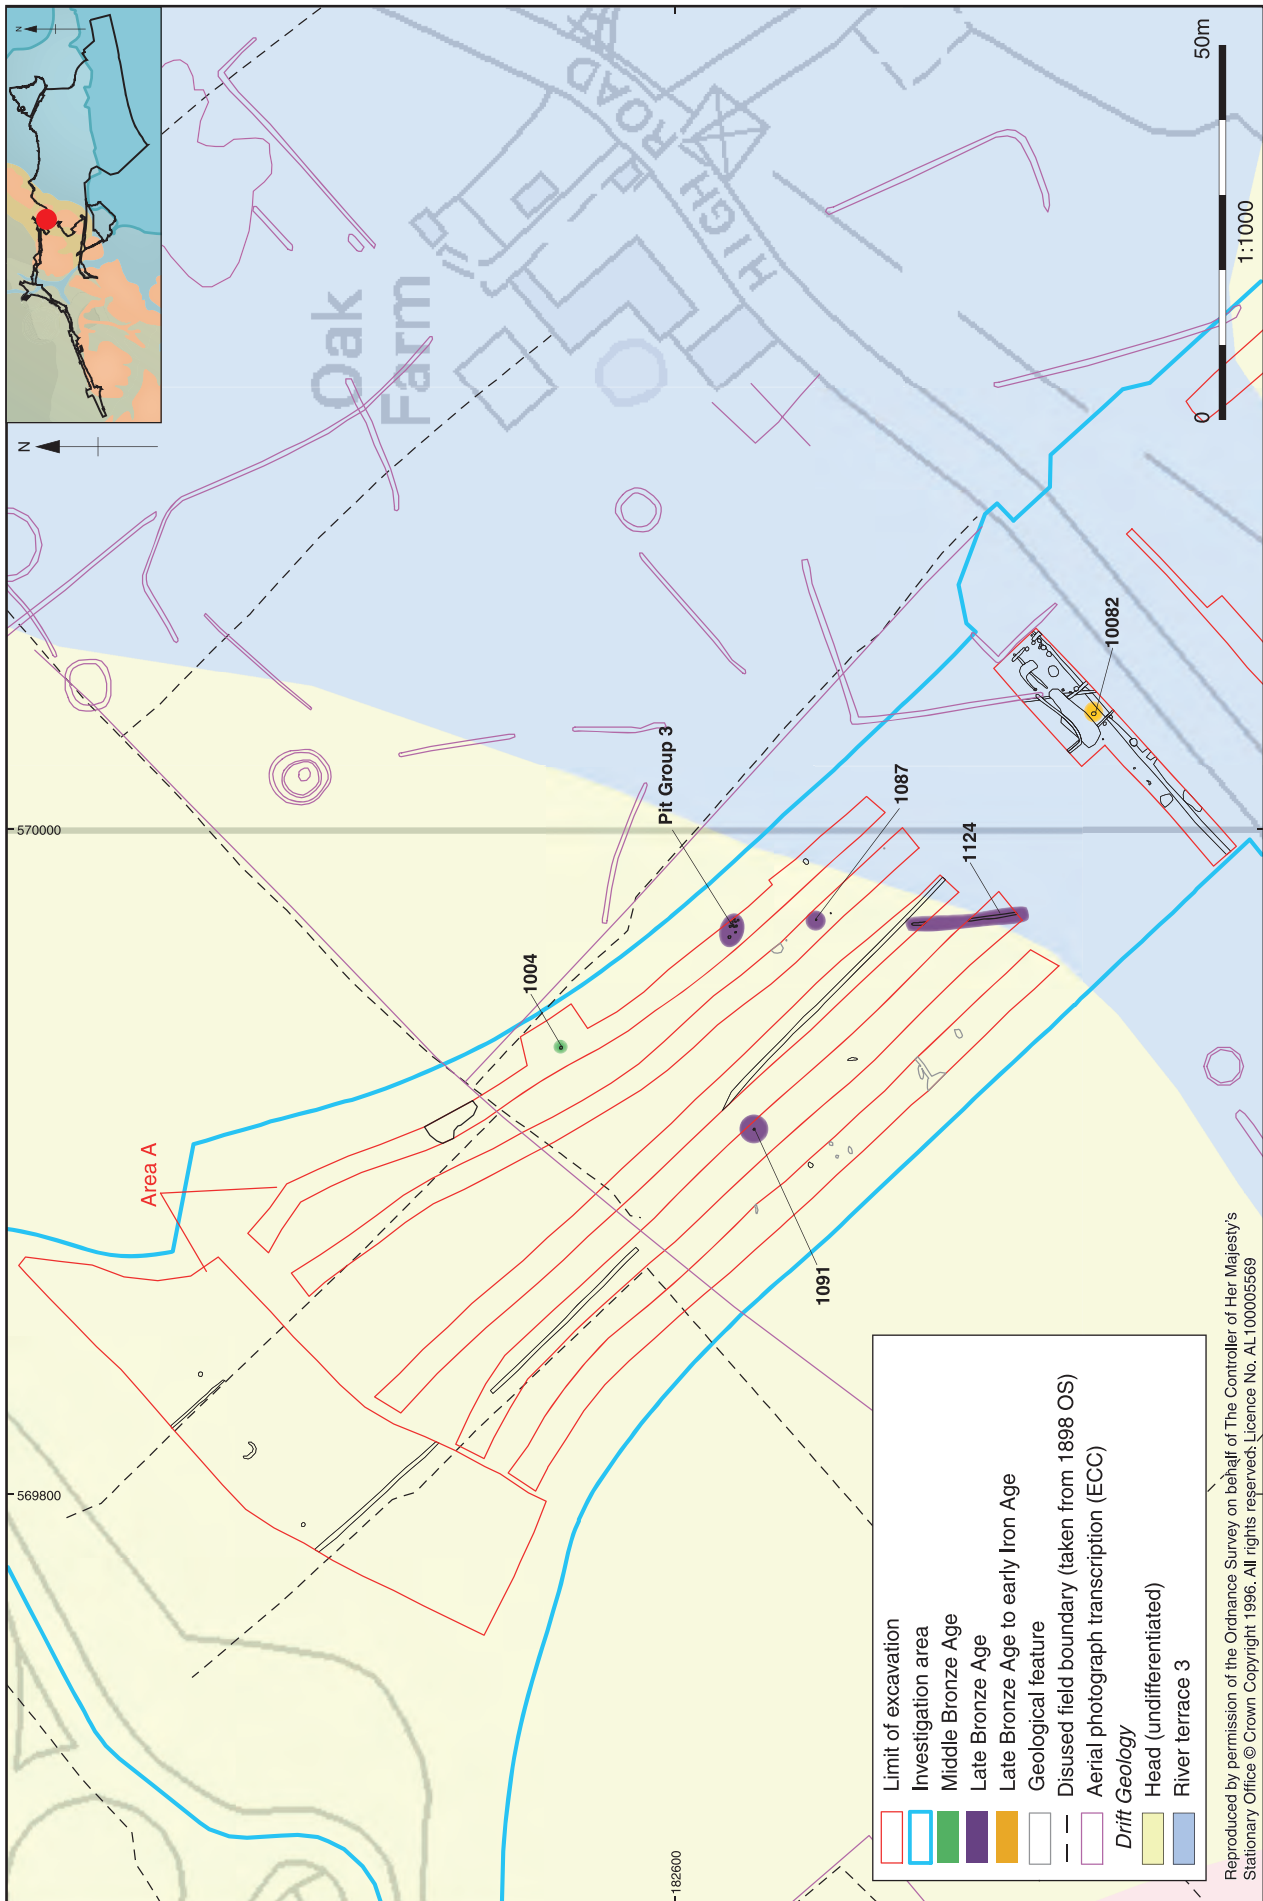 N
N
Oak
Farm
HIGH ROAD
50m
0
1:1000
570000
569800
182600
Area A
1004
Pit Group 3
1087
1124
10082
1091
Limit of excavation
Investigation area
Middle Bronze Age
Late Bronze Age
Late Bronze Age to early Iron Age
Geological feature
Disused field boundary (taken from 1898 OS)
Aerial photograph transcription (ECC)
Drift Geology
Head (undifferentiated)
River terrace 3
Reproduced by permission of the Ordnance Survey on behalf of The Controller of Her Majesty's
Stationary Office © Crown Copyright 1996. All rights reserved; Licence No. AL100005569